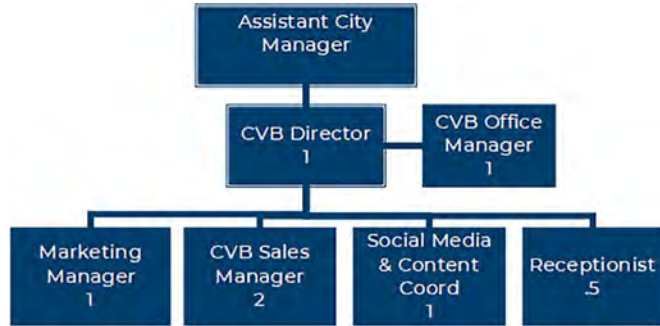 Assistant City
Manager
CVB Director
1
CVB Office
Manager
1
Marketing
Manager
1
CVB Sales
Manager
2
Social Media
& Content
Coord
1
Receptionist
.5